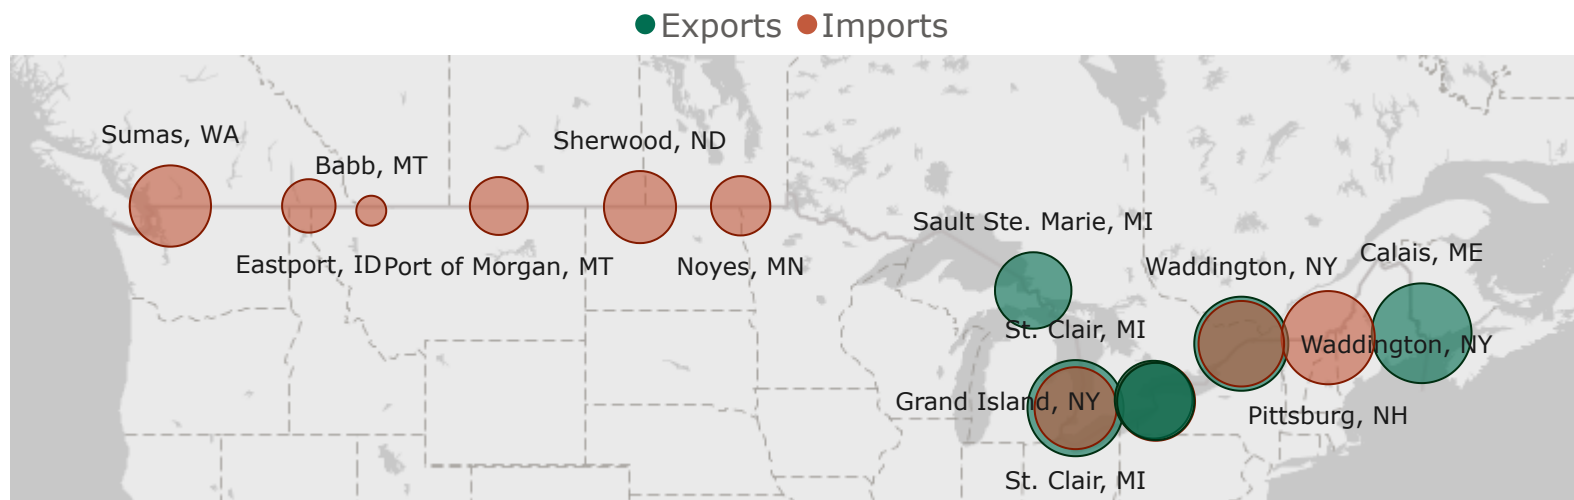 Exports Imports
Sumas, WA
Babb, MT
Sherwood, ND
Eastport, ID
Port of Morgan, MT
Noyes, MN
Sault Ste. Marie, MI
Waddington, NY
Calais, ME
St. Clair, MI
Waddington, NY
Grand Island, NY
Pittsburg, NH
St. Clair, MI